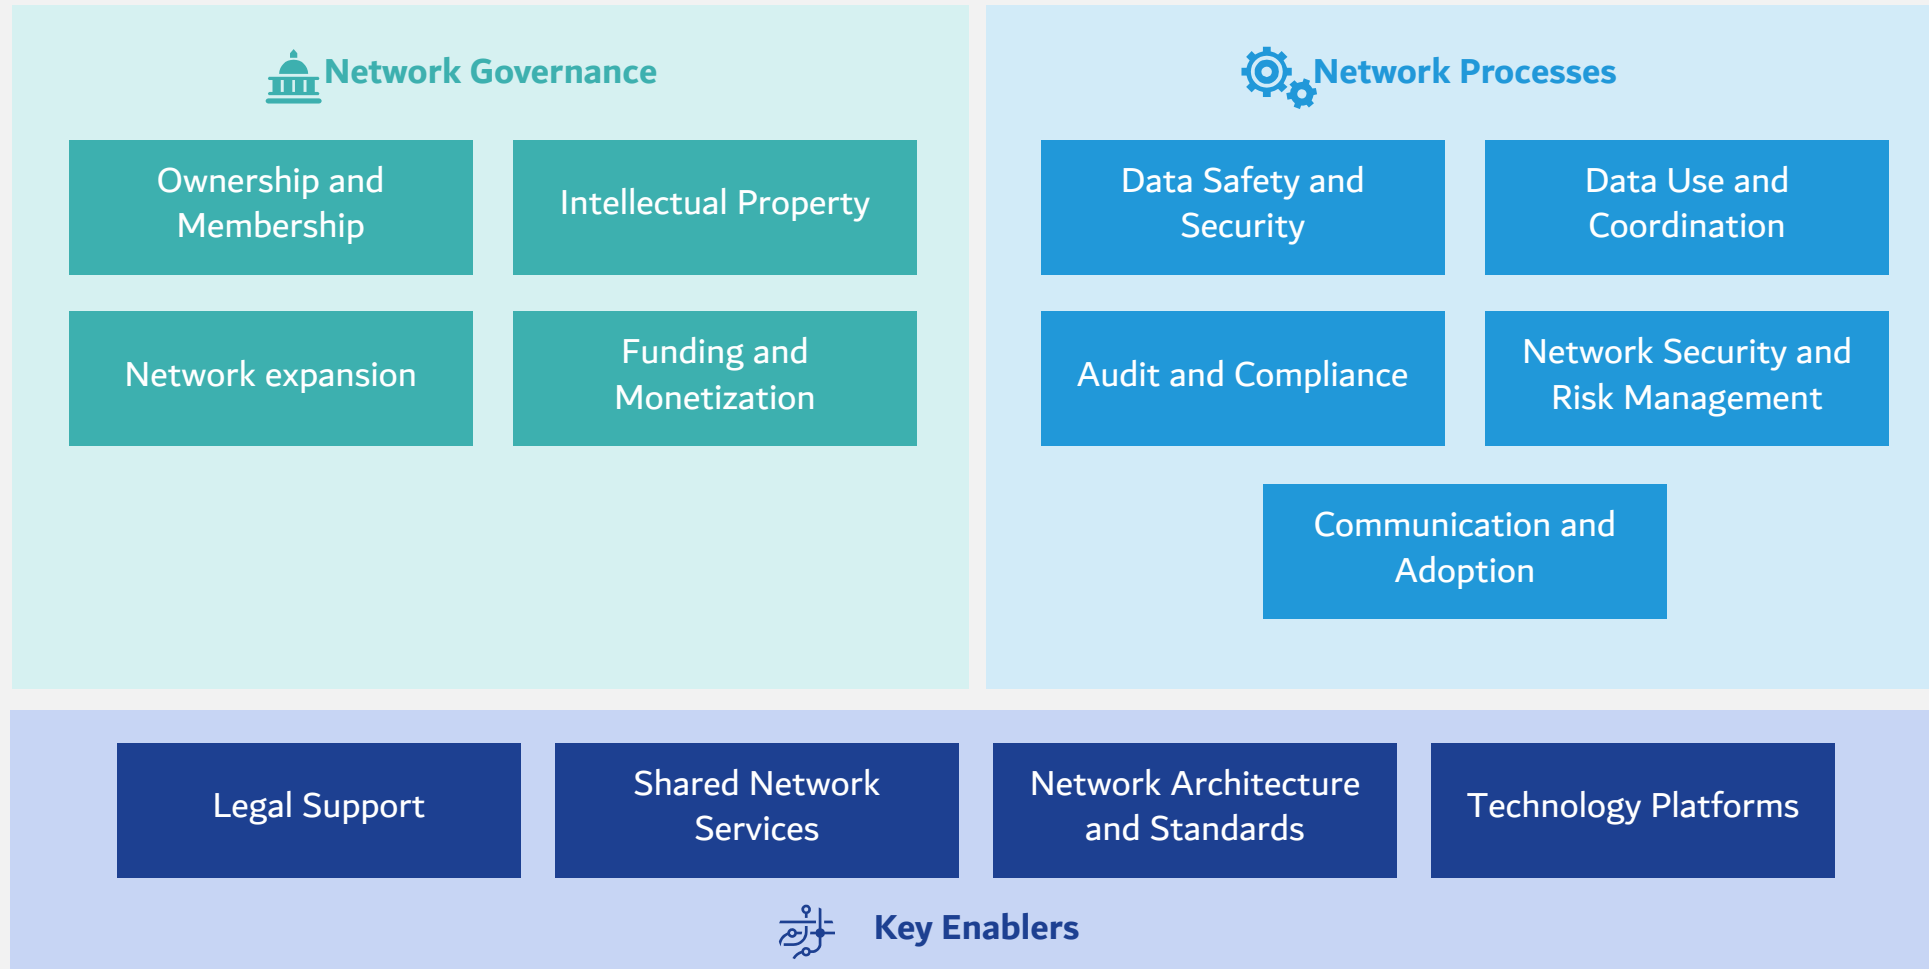 Network Governance
Ownership and
Membership
Intellectual Property
Network expansion
Funding and
Monetization
Network Processes
Data Safety and
Security
Data Use and
Coordination
Audit and Compliance
Network Security and
Risk Management
Communication and
Adoption
Legal Support
Shared Network
Services
Network Architecture
and Standards
Technology Platforms
Key Enablers